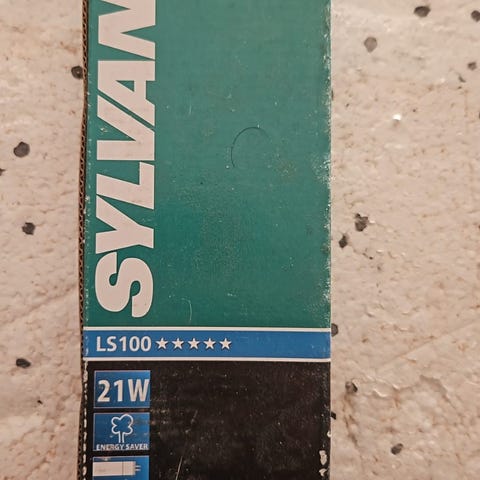 SYLVAN
LS100 ★★★★★
21W
ENERGY SAVER